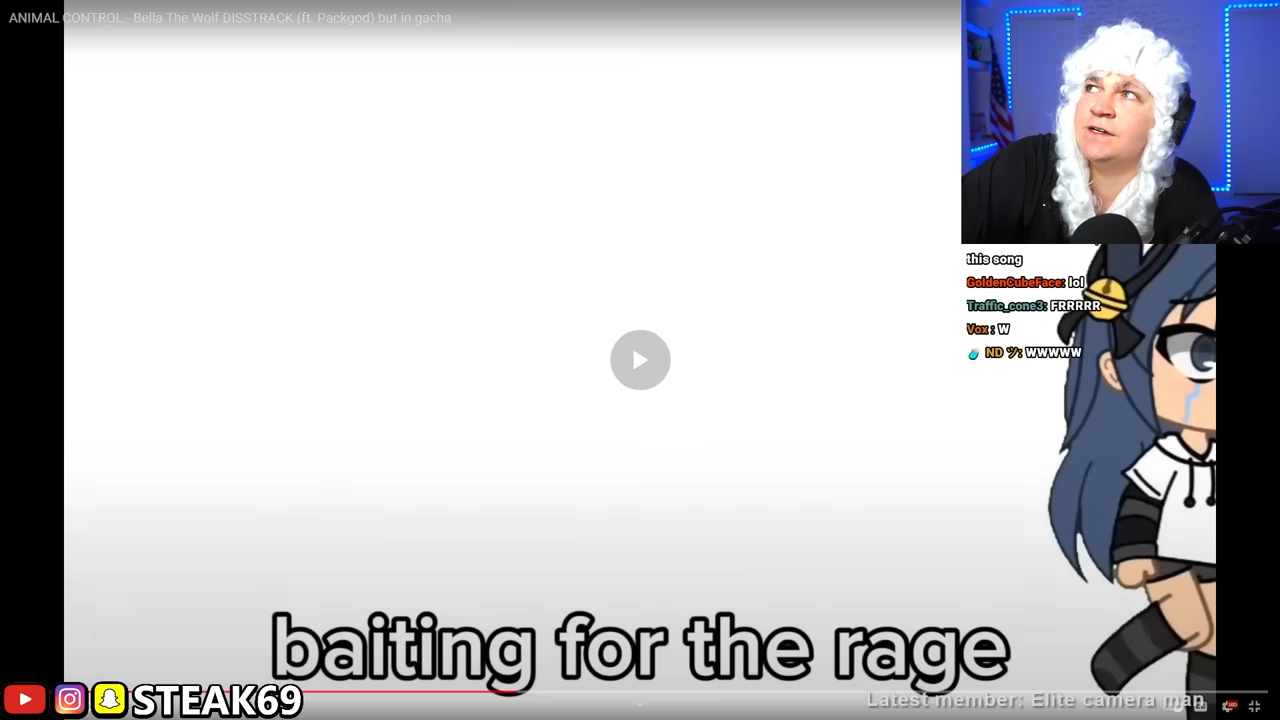 ANIMAL CONTROL - Bella The Wolf DISSTRACK (ft. Packgod) but in gacha
this song
GoldenCubeFace: lol
Traffic_cone3: FRRRRR
Vox : W
ND ツ: WWWWW
baiting for the rage
STEAK69
Latest member: Elite camera man
HD